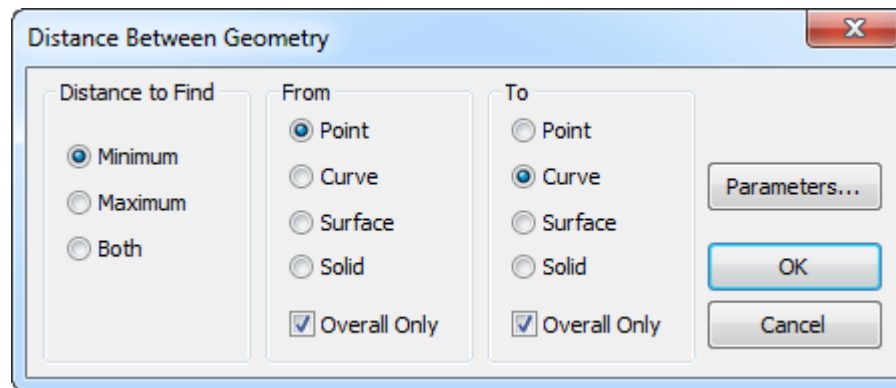 Distance Between Geometry
Distance to Find
Minimum
Maximum
Both
From
Point
Curve
Surface
Solid
Overall Only
To
Point
Curve
Surface
Solid
Overall Only
Parameters...
OK
Cancel